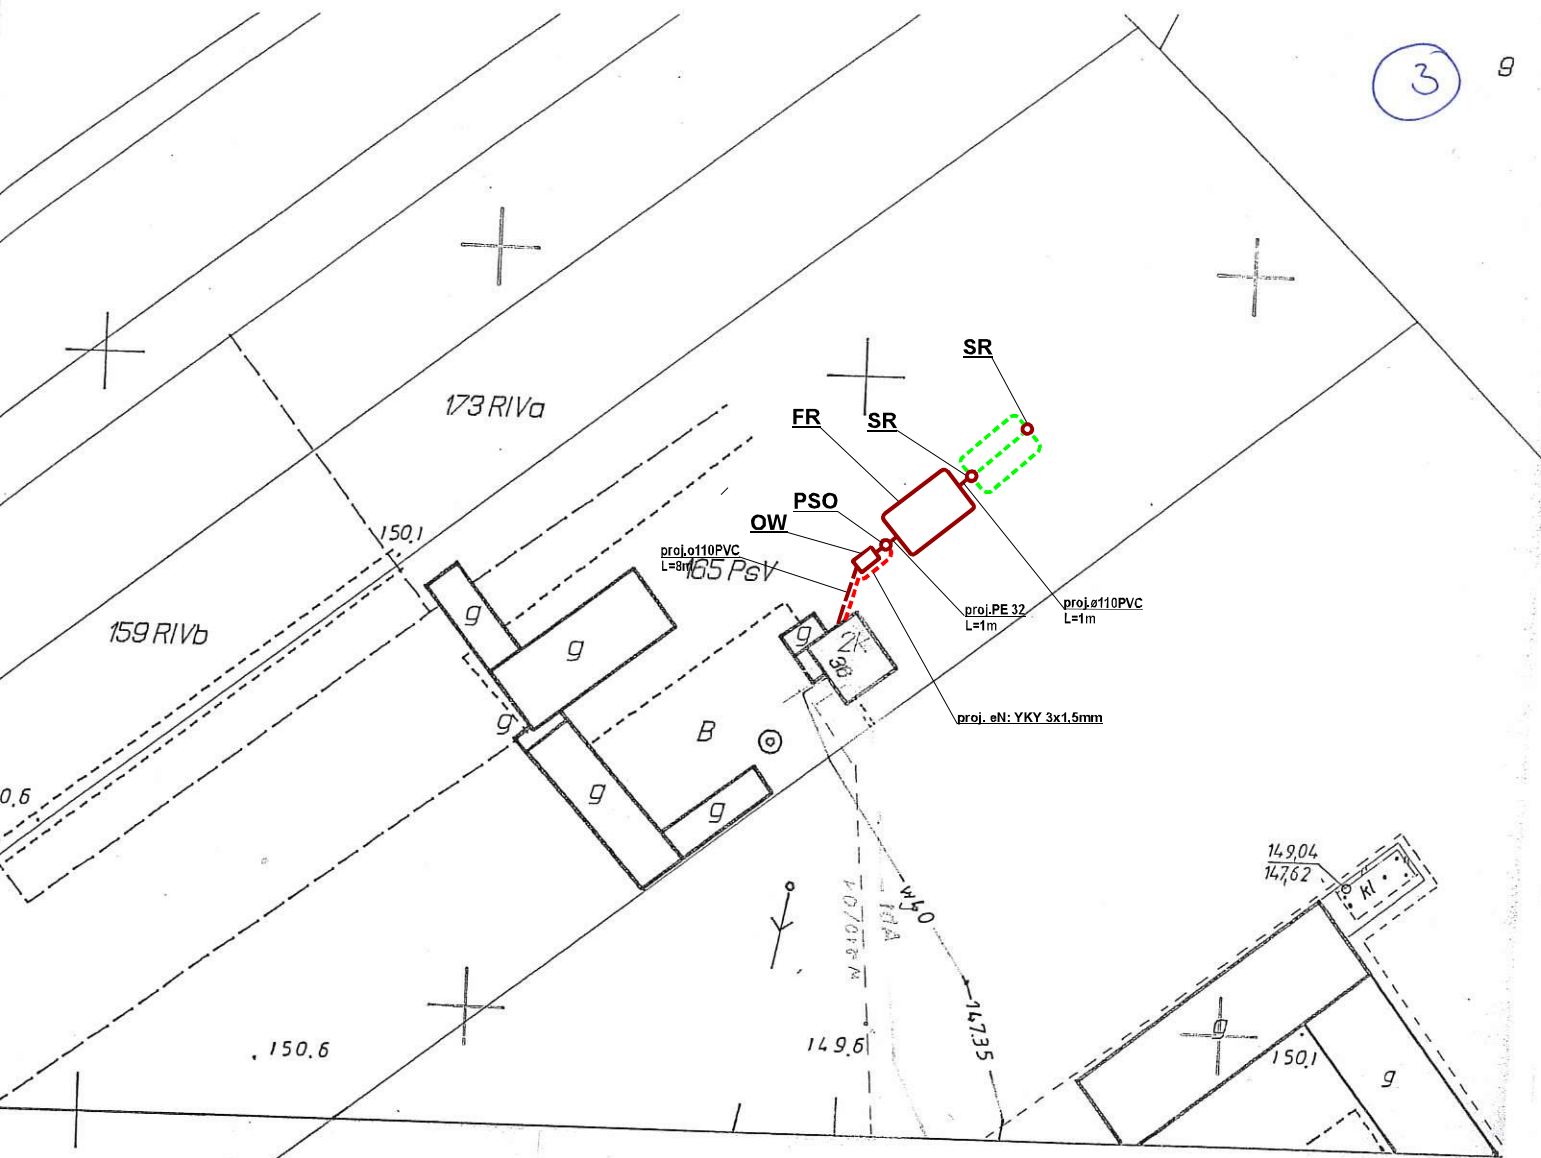 3
g
SR
173 RIVa
FR
SR
PSO
OW
150.1
proj.ø110PVC
L=8m
165 PsV
g
g
159 RIVb
proj.PE 32
L=1m
proj.ø110PVC
L=1m
g
2K
36
g
B
proj. eN: YKY 3x1.5mm
g
g
0.6
149,04
147,62
kl
w40
147.35
g
150.1
g
150.6
149.6